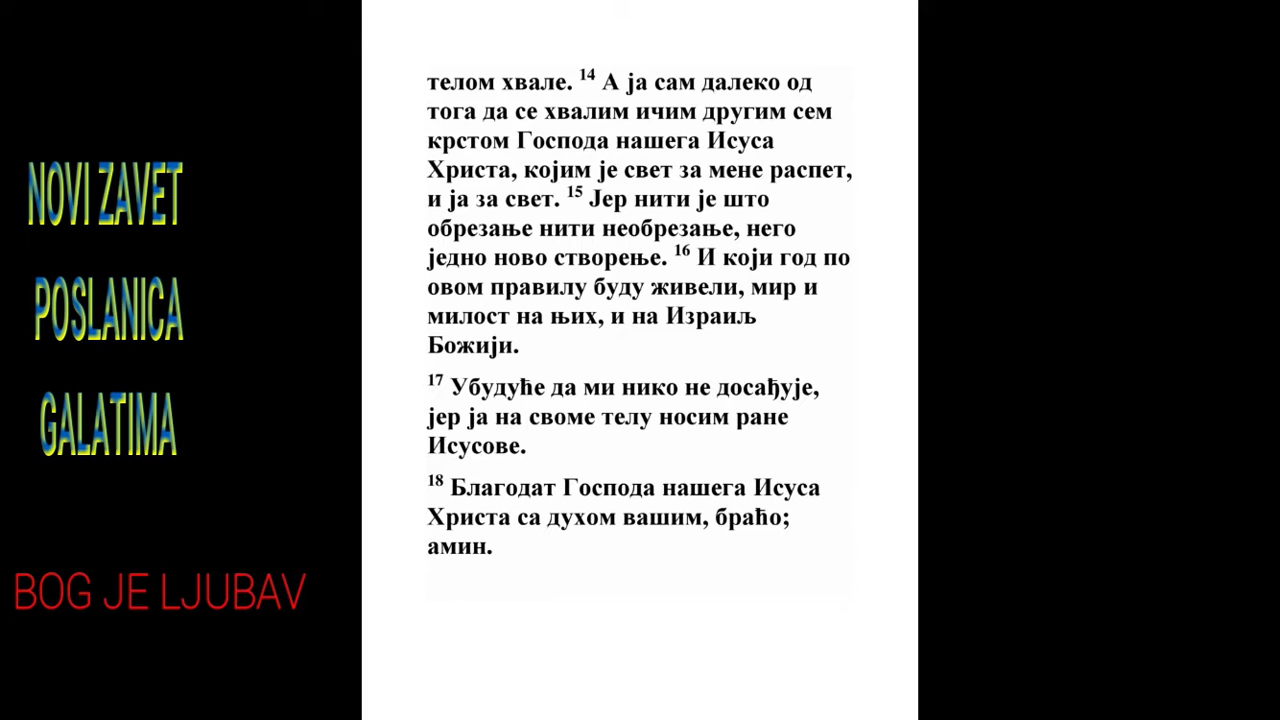 NOVI ZAVET
POSLANICA
GALATIMA
BOG JE LJUBAV
телом хвале. 14 А ја сам далеко од
тога да се хвалим ичим другим сем
крстом Господа нашега Исуса
Христа, којим је свет за мене распет,
и ја за свет. 15 Јер нити је што
обрезање нити необрезање, него
једно ново створење. 16 И који год по
овом правилу буду живели, мир и
милост на њих, и на Израиљ
Божији.
17 Убудуће да ми нико не досађује,
јер ја на своме телу носим ране
Исусове.
18 Благодат Господа нашега Исуса
Христа са духом вашим, браћо;
амин.